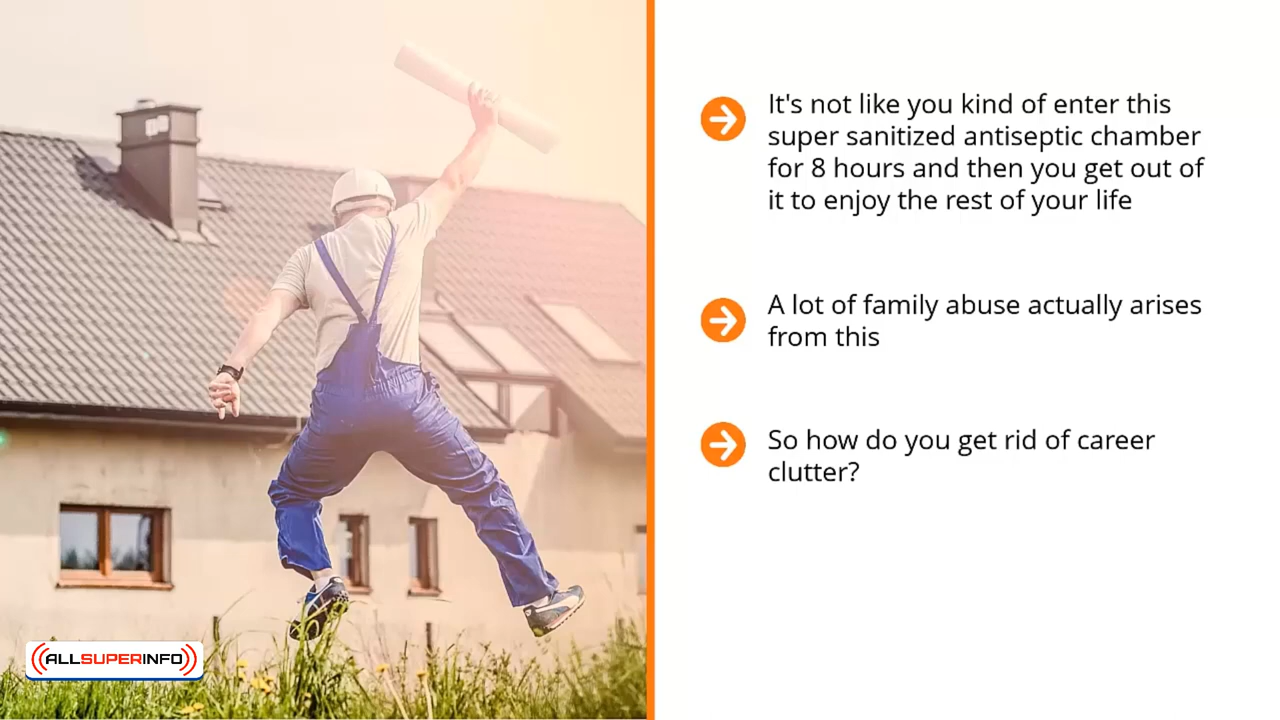 It's not like you kind of enter this
super sanitized antiseptic chamber
for 8 hours and then you get out of
it to enjoy the rest of your life
A lot of family abuse actually arises
from this
So how do you get rid of career
clutter?
ALLSUPERINFO